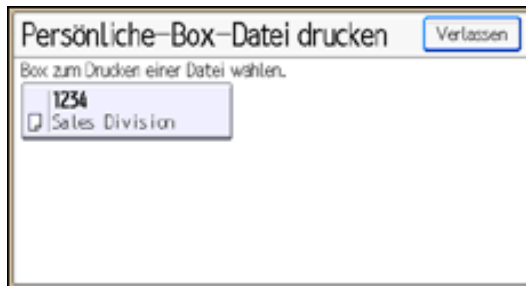 Persönliche-Box-Datei drucken
Verlassen
Box zum Drucken einer Datei wählen.
1234
Sales Division